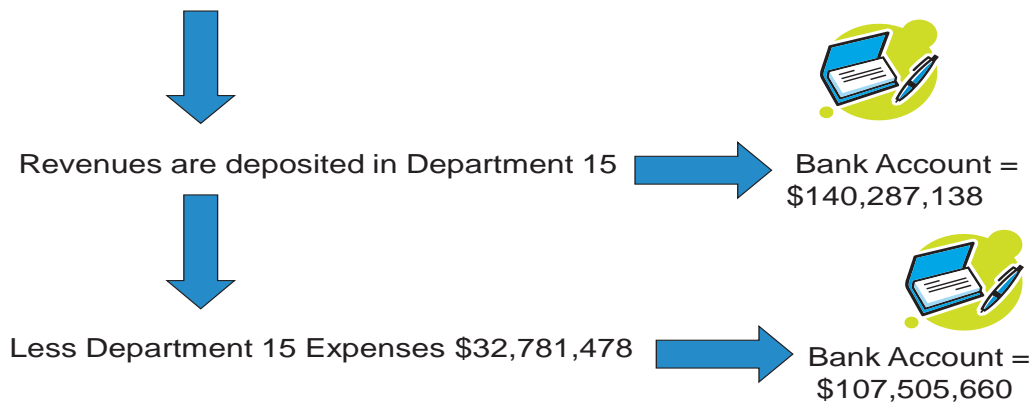 Revenues are deposited in Department 15
Bank Account =
$140,287,138
Less Department 15 Expenses $32,781,478
Bank Account =
$107,505,660